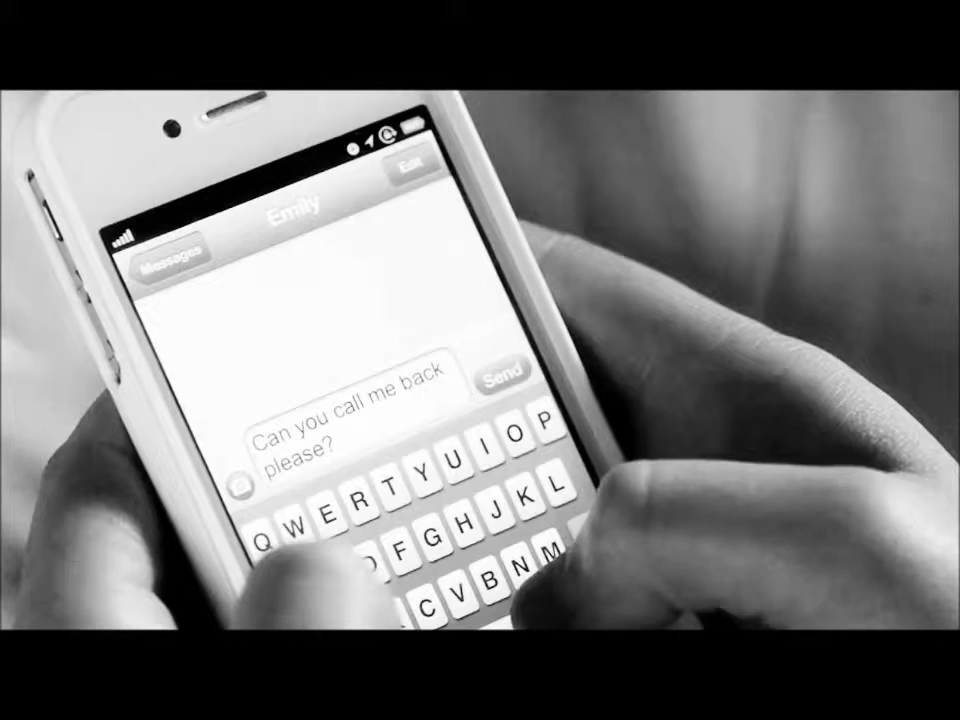 Edit
Emily
Messages
Can you call me back
please?
Send
Q W E R T Y U I O P
D F G H J K L
C V B N M